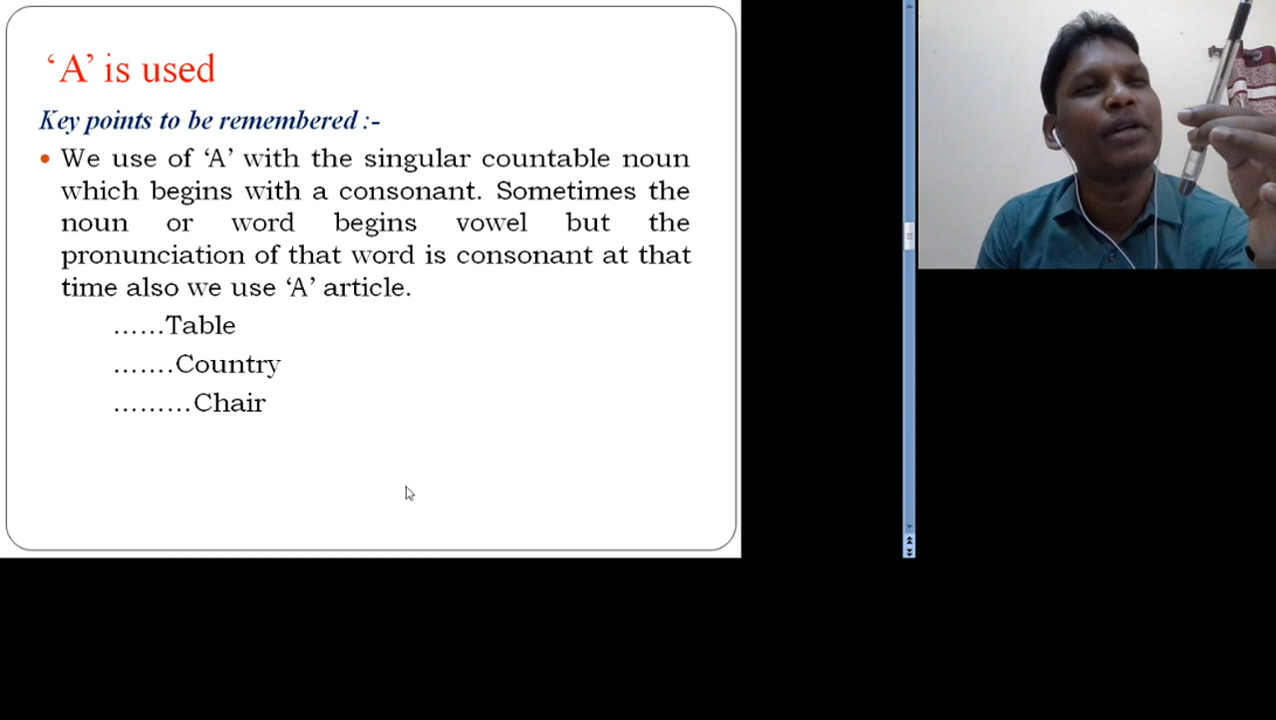 ‘A’ is used
Key points to be remembered :-
• We use of ‘A’ with the singular countable noun
which begins with a consonant. Sometimes the
noun or word begins vowel but the
pronunciation of that word is consonant at that
time also we use ‘A’ article.
……Table
…….Country
………Chair